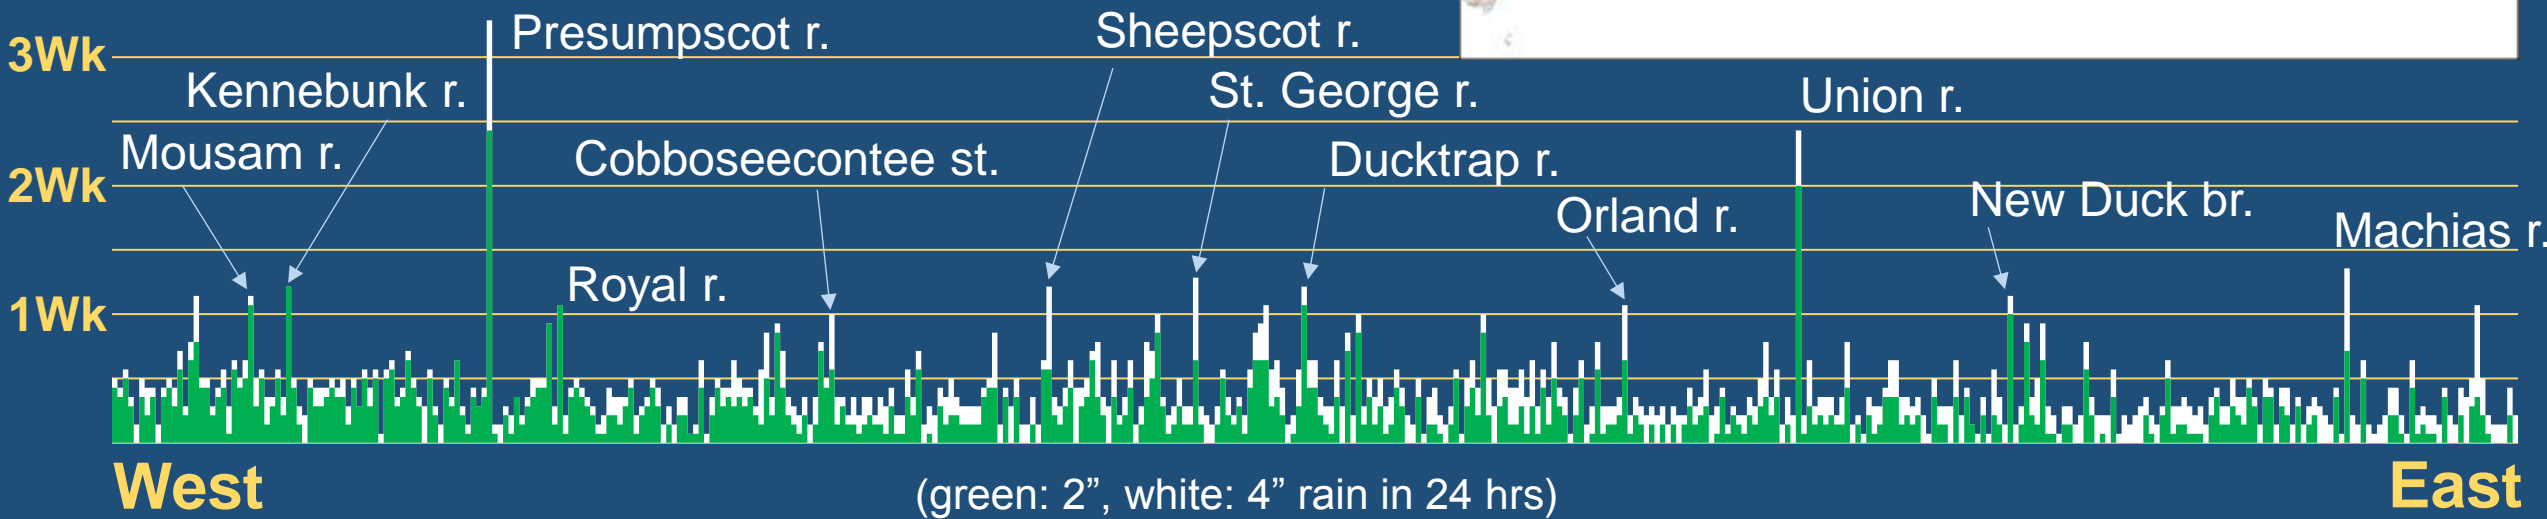 Presumpscot r.
Sheepscot r.
3Wk
Kennebunk r.
St. George r.
Union r.
Mousam r.
Cobboseecontee st.
Ducktrap r.
2Wk
New Duck br.
Orland r.
Machias r.
Royal r.
1Wk
West
(green: 2”, white: 4” rain in 24 hrs)
East